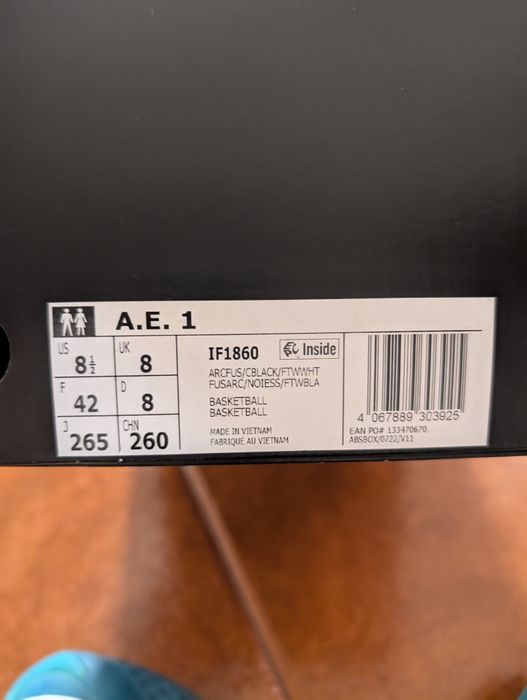 A.E. 1
US 8½ UK 8
F 42 D 8
J 265 CHN 260
IF1860 Inside
ARCFUS/CBLACK/FTWWHT
FUSARC/NOIESS/FTWBLA
BASKETBALL
BASKETBALL
MADE IN VIETNAM
FABRIQUE AU VIETNAM
4 067889 303925
EAN PO# 133470670
ABSBOX/0722/V11